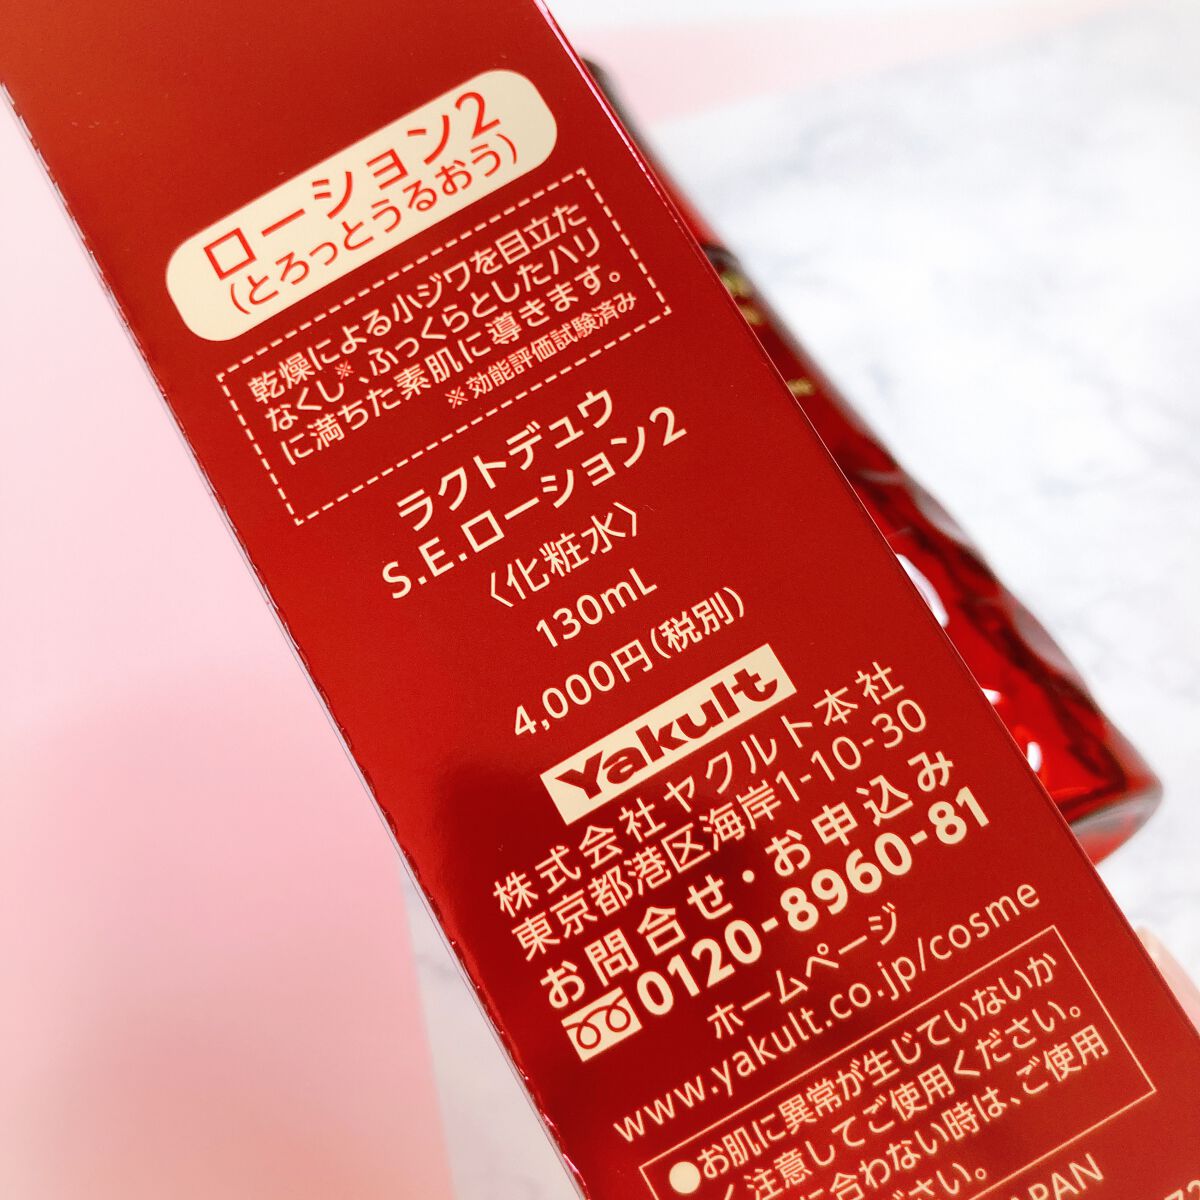 ローション2
(とろっとうるおう)
乾燥による小ジワを目立た
なくし※、ふっくらとしたハリ
に満ちた素肌に導きます。
※効能評価試験済み
ラクトデュウ
S.E.ローション2
〈化粧水〉
130mL
4,000円(税別)
Yakult
株式会社ヤクルト本社
東京都港区海岸1-10-30
お問合せ・お申込み
0120-8960-81
ホームページ
www.yakult.co.jp/cosme
●お肌に異常が生じていないか
く注意してご使用ください。
に合わない時は、ご使用
ださい。
PAN